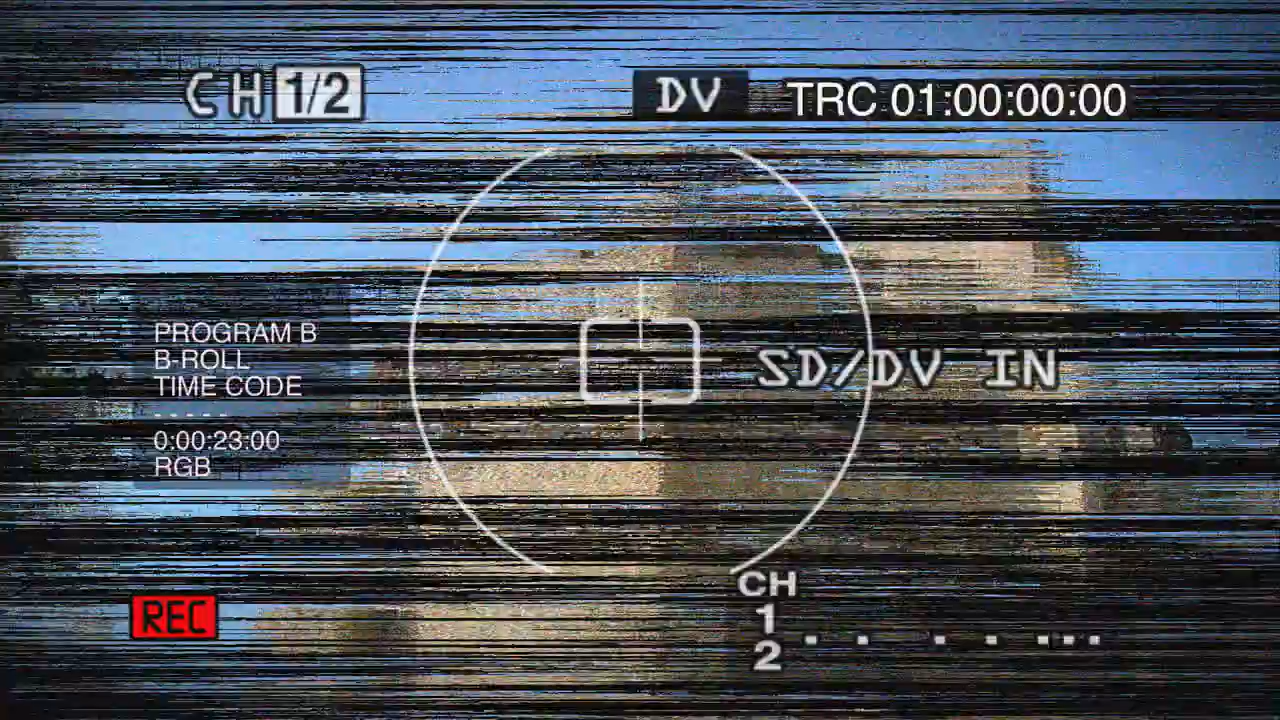 CH 1/2
DV TRC 01:00:00:00
PROGRAM B
B-ROLL
TIME CODE
- - - - -
0:00:23:00
RGB
SD/DV IN
REC
CH
1
2